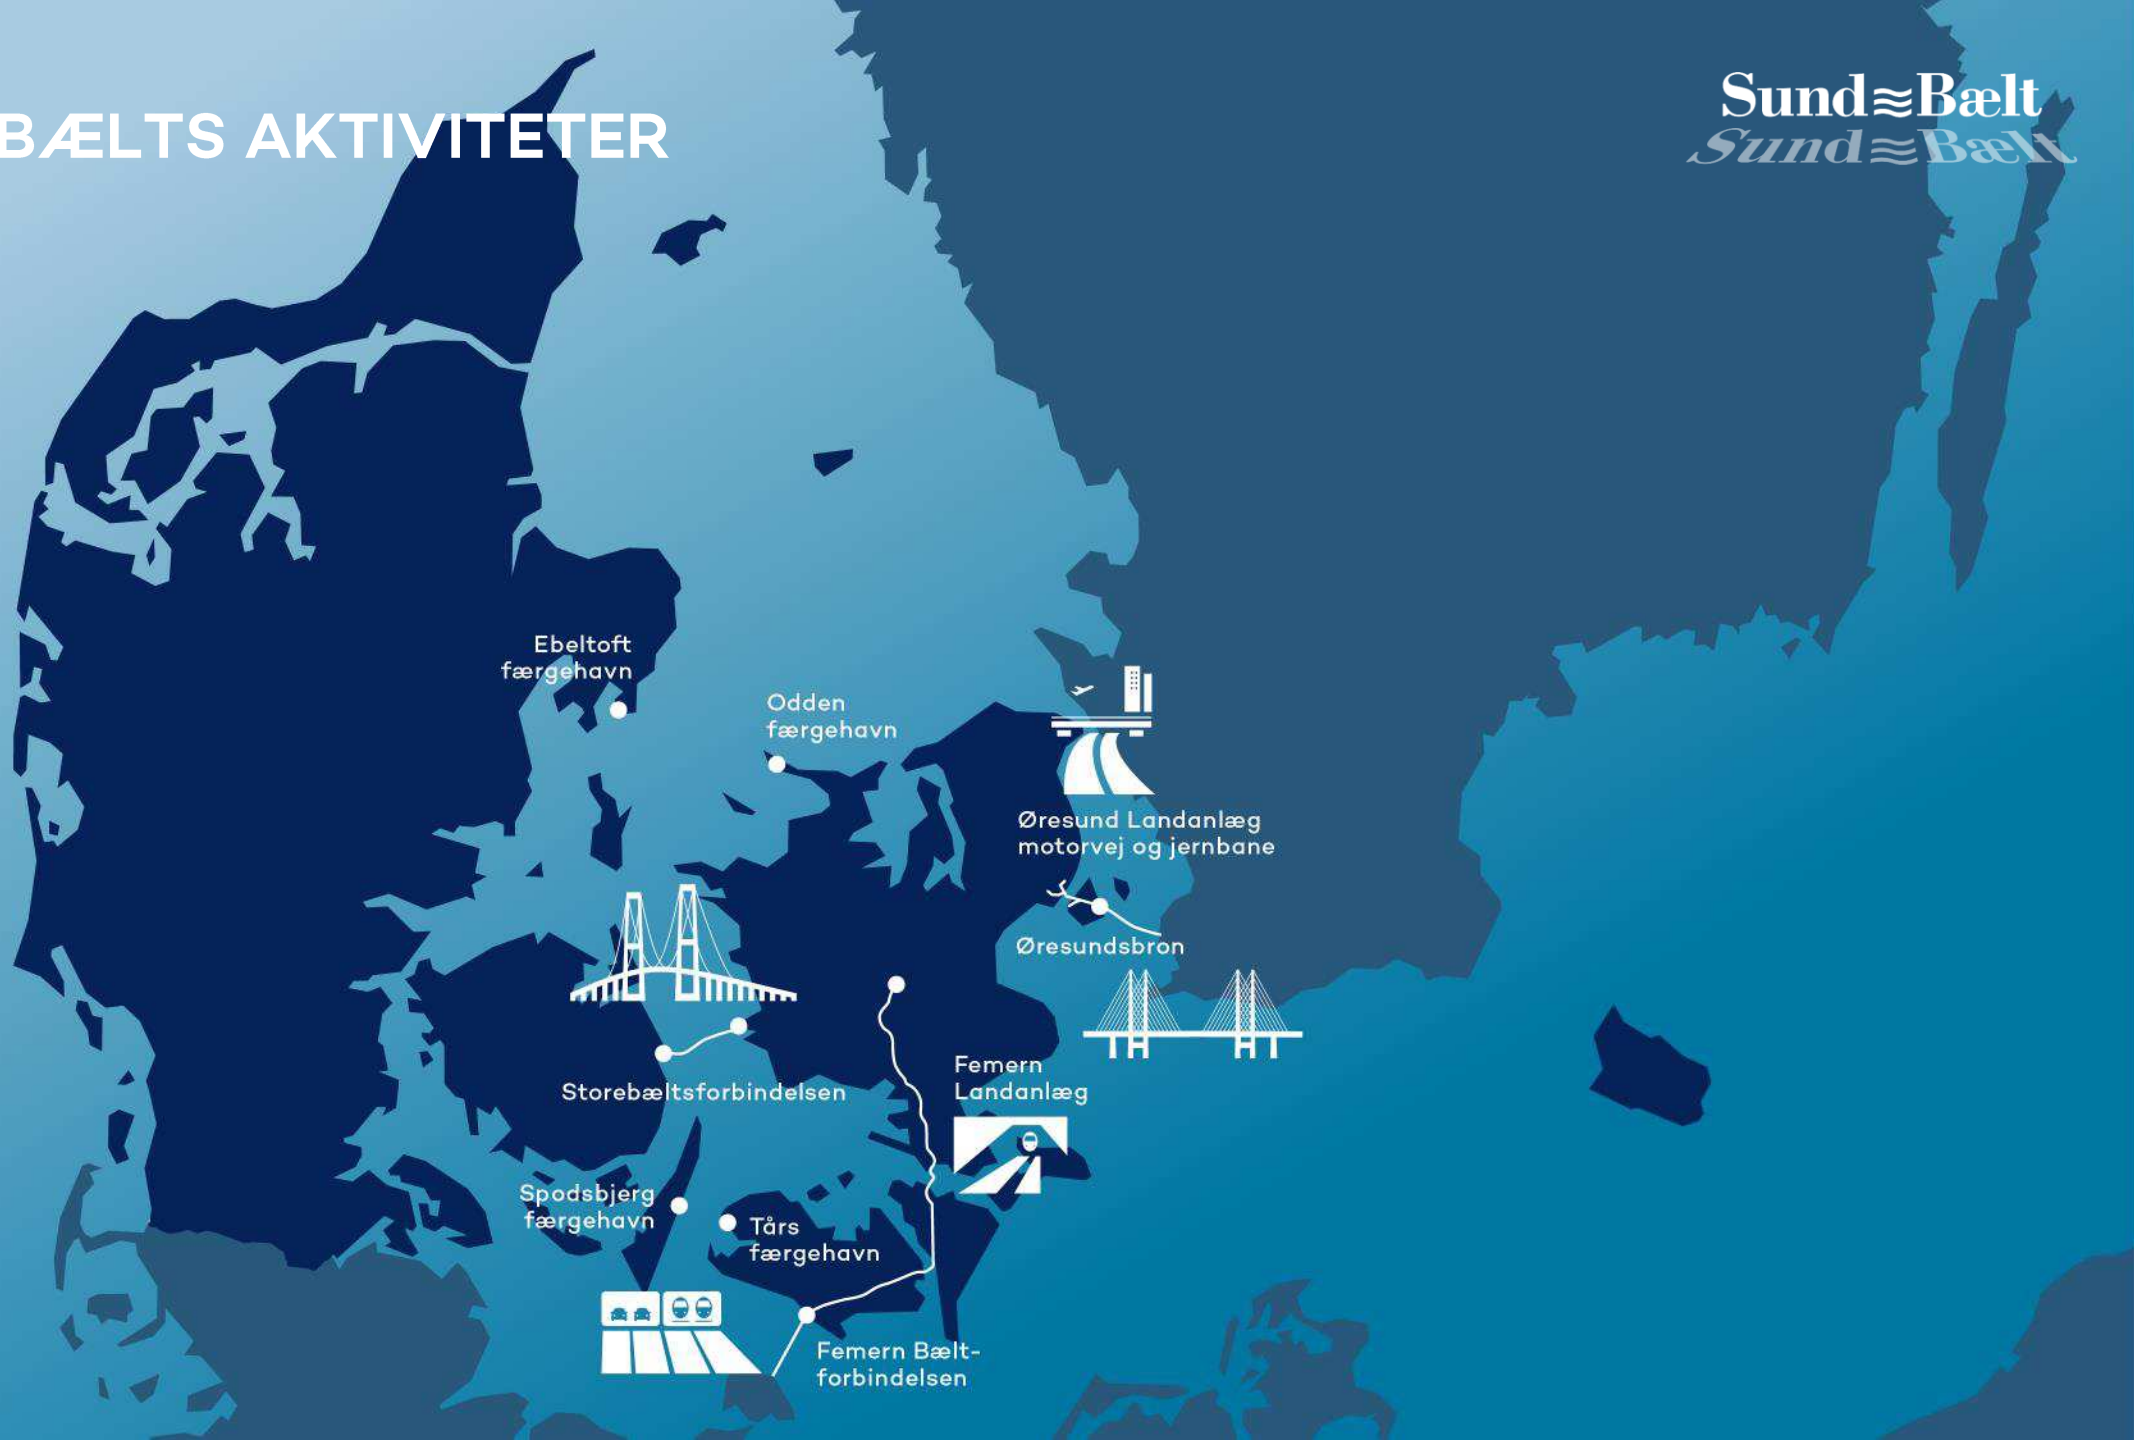 BÆLTS AKTIVITETER
Sund≈Bælt
Sund≈Bælt
Ebeltoft
færgehavn
Odden
færgehavn
Øresund Landanlæg
motorvej og jernbane
Øresundsbron
Storebæltsforbindelsen
Femern
Landanlæg
Spodsbjerg
færgehavn
Tårs
færgehavn
Femern Bælt-
forbindelsen